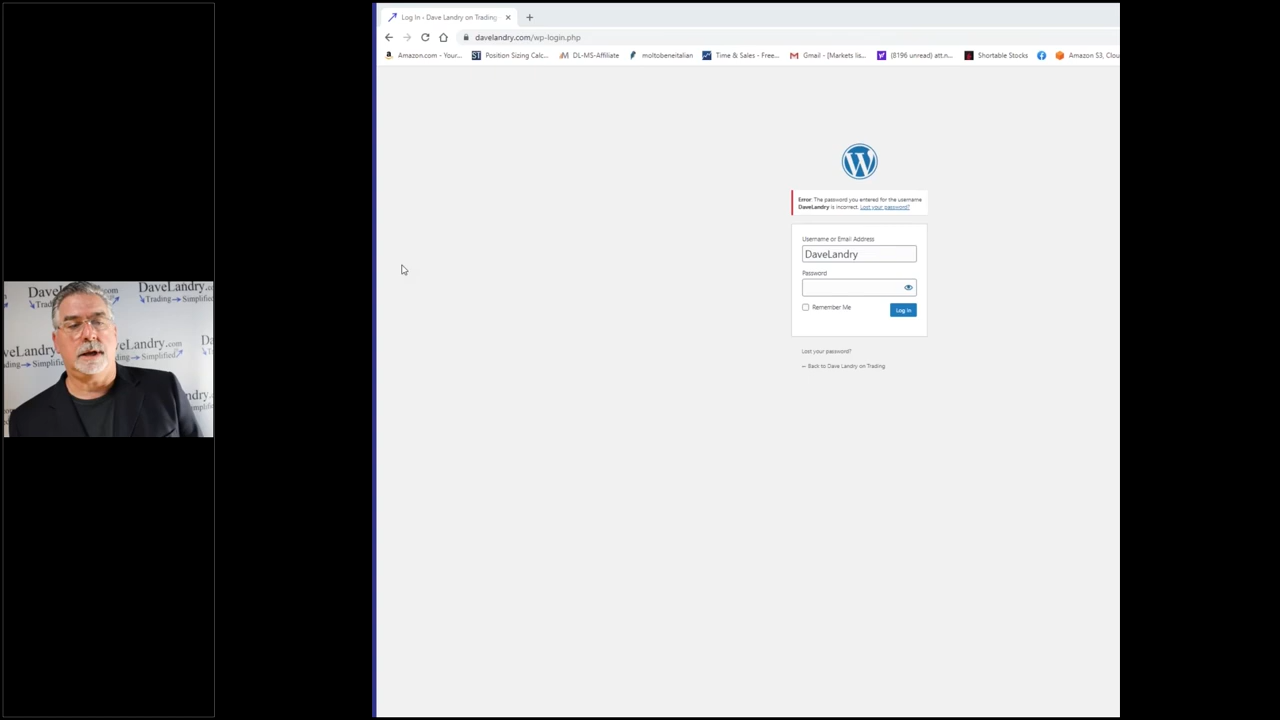 Log In - Dave Landry on Trading
davelandry.com/wp-login.php
Amazon.com - Your... Position Sizing Calc... DL-MS-Affiliate moltobeneitalian Time & Sales - Free... Gmail - [Markets lis... (8196 unread) att.n... Shortable Stocks Amazon S3, Clou
Error: The password you entered for the username
DaveLandry is incorrect. Lost your password?
Username or Email Address
DaveLandry
Password
Remember Me
Log In
Lost your password?
← Back to Dave Landry on Trading
DaveLandry.com
Trading Simplified